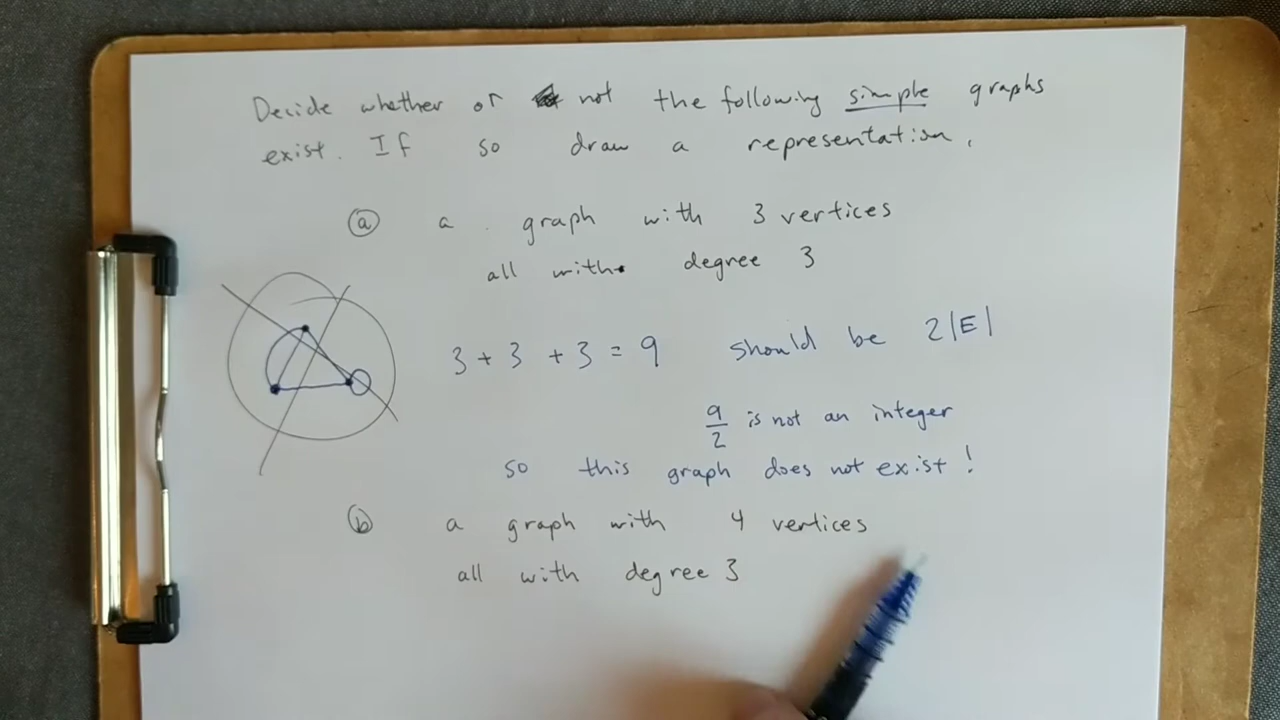 Decide whether or not the following simple graphs
exist. If so draw a representation.
ⓐ a graph with 3 vertices
all with degree 3
3 + 3 + 3 = 9 should be 2|E|
9/2 is not an integer
so this graph does not exist!
ⓑ a graph with 4 vertices
all with degree 3